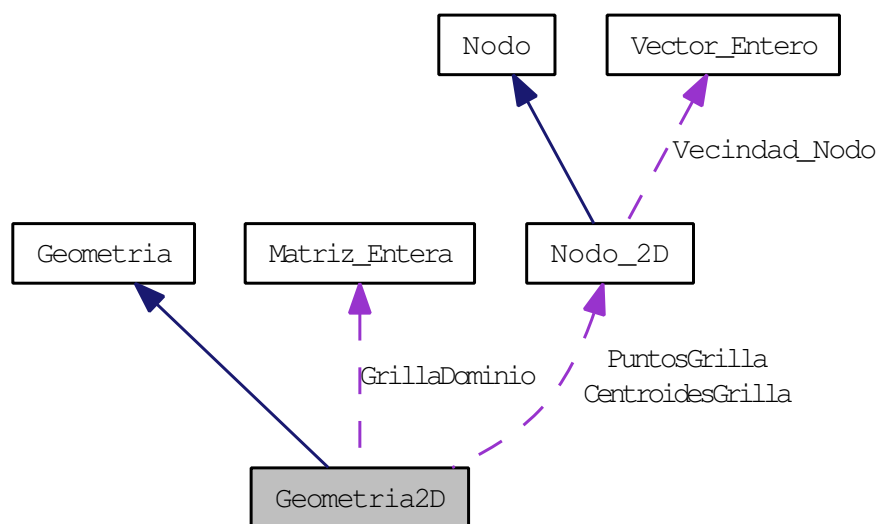 Nodo
Vector_Entero
Vecindad_Nodo
Geometria
Matriz_Entera
Nodo_2D
GrillaDominio
PuntosGrilla
CentroidesGrilla
Geometria2D